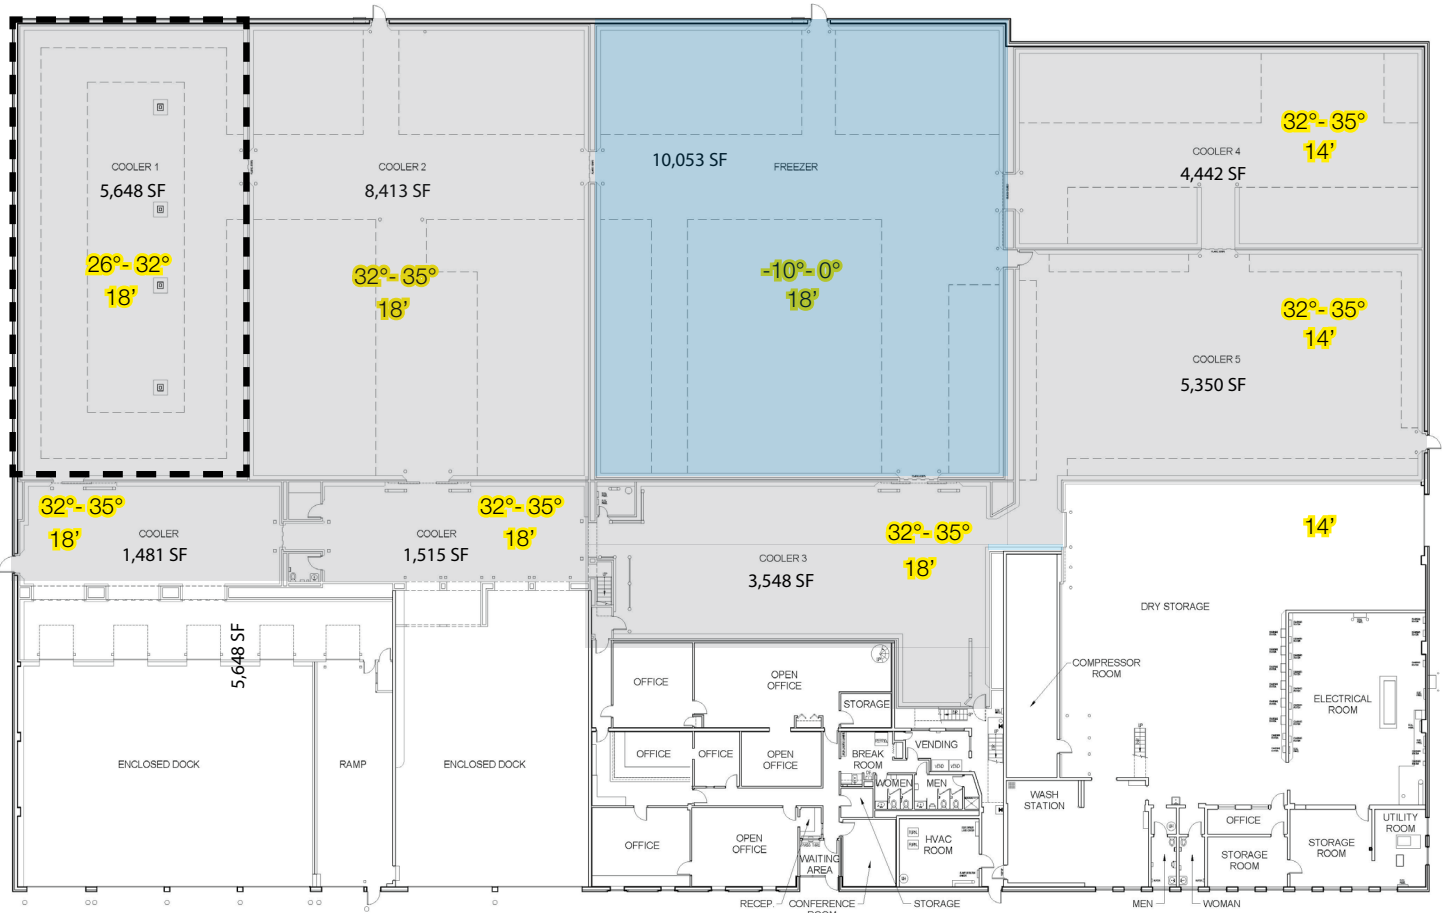 COOLER 1
5,648 SF
26°- 32°
18’
COOLER 2
8,413 SF
32°- 35°
18’
10,053 SF
FREEZER
-10°- 0°
18’
32°- 35°
14’
COOLER 4
4,442 SF
32°- 35°
14’
COOLER 5
5,350 SF
32°- 35°
18’
COOLER
1,481 SF
32°- 35°
18’
COOLER
1,515 SF
32°- 35°
18’
COOLER 3
3,548 SF
14’
DRY STORAGE
COMPRESSOR
ROOM
ELECTRICAL
ROOM
5,648 SF
ENCLOSED DOCK
RAMP
ENCLOSED DOCK
OFFICE
OPEN
OFFICE
STORAGE
OFFICE
OFFICE
OPEN
OFFICE
BREAK
ROOM
VENDING
WOMEN
MEN
OFFICE
OPEN
OFFICE
WAITING
AREA
HVAC
ROOM
WASH
STATION
OFFICE
STORAGE
ROOM
STORAGE
ROOM
UTILITY
ROOM
RECEP.
CONFERENCE
ROOM
STORAGE
MEN
WOMAN